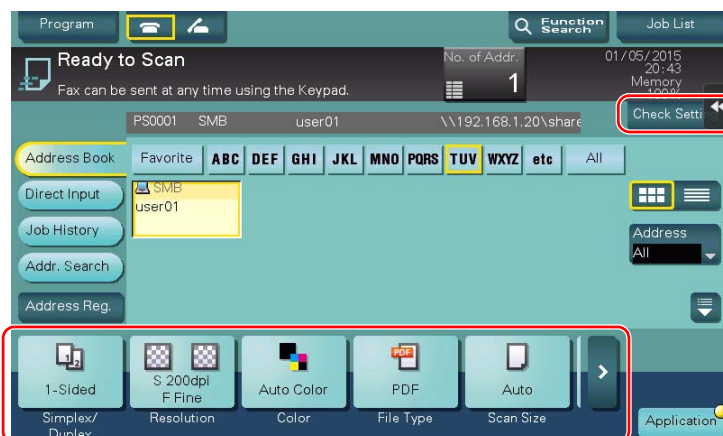 Program
Function
Search
Job List
Ready to Scan
No. of Addr.
1
01/05/2015
20:43
Memory
100%
Fax can be sent at any time using the Keypad.
PS0001 SMB user01 \\192.168.1.20\share
Check Setti
Address Book
Favorite ABC DEF GHI JKL MNO PQRS TUV WXYZ etc All
Direct Input
SMB
user01
Job History
Address
All
Addr. Search
Address Reg.
1-Sided
S 200dpi
F Fine
Auto Color
PDF
PDF
Auto
Simplex/
Duplex
Resolution
Color
File Type
Scan Size
Application